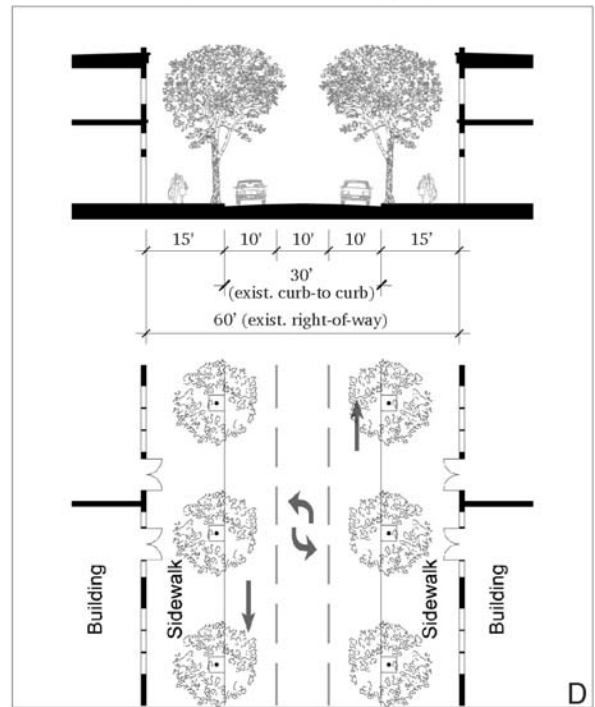 15' 10' 10' 10' 15'
30'
(exist. curb-to curb)
60' (exist. right-of-way)
Building Sidewalk Sidewalk Building
D